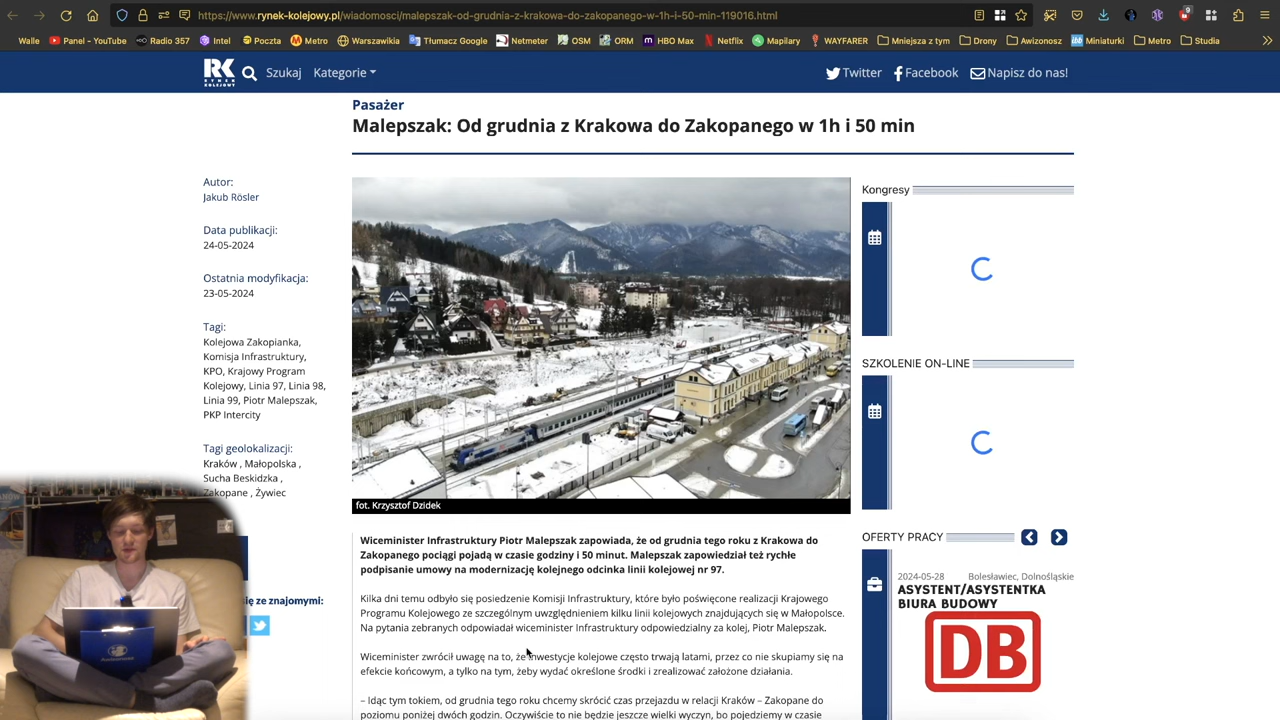 https://www.rynek-kolejowy.pl/wiadomosci/malepszak-od-grudnia-z-krakowa-do-zakopanego-w-1h-i-50-min-119016.html
9
Walle
Panel - YouTube
Radio 357
Intel
Poczta
Metro
Warszawikia
Tłumacz Google
Netmeter
OSM
ORM
HBO Max
Netflix
Mapilary
WAYFARER
Mniejsza z tym
Drony
Awizonosz
Miniaturki
Metro
Studia
RK
RYNEK
KOLEJOWY
Szukaj
Kategorie
Twitter
Facebook
Napisz do nas!
Pasażer
Malepszak: Od grudnia z Krakowa do Zakopanego w 1h i 50 min
Autor:
Jakub Rösler
Data publikacji:
24-05-2024
Ostatnia modyfikacja:
23-05-2024
Tagi:
Kolejowa Zakopianka,
Komisja Infrastruktury,
KPO, Krajowy Program
Kolejowy, Linia 97, Linia 98,
Linia 99, Piotr Malepszak,
PKP Intercity
Tagi geolokalizacji:
Kraków , Małopolska ,
Sucha Beskidzka ,
Zakopane , Żywiec
ię ze znajomymi:
fot. Krzysztof Dzidek
Wiceminister Infrastruktury Piotr Malepszak zapowiada, że od grudnia tego roku z Krakowa do
Zakopanego pociągi pojadą w czasie godziny i 50 minut. Malepszak zapowiedział też rychłe
podpisanie umowy na modernizację kolejnego odcinka linii kolejowej nr 97.
Kilka dni temu odbyło się posiedzenie Komisji Infrastruktury, które było poświęcone realizacji Krajowego
Programu Kolejowego ze szczególnym uwzględnieniem kilku linii kolejowych znajdujących się w Małopolsce.
Na pytania zebranych odpowiadał wiceminister Infrastruktury odpowiedzialny za kolej, Piotr Malepszak.
Wiceminister zwrócił uwagę na to, że inwestycje kolejowe często trwają latami, przez co nie skupiamy się na
efekcie końcowym, a tylko na tym, żeby wydać określone środki i zrealizować założone działania.
– Idąc tym tokiem, od grudnia tego roku chcemy skrócić czas przejazdu w relacji Kraków – Zakopane do
poziomu poniżej dwóch godzin. Oczywiście to nie będzie jeszcze wielki wyczyn, bo pojedziemy w czasie
Kongresy
SZKOLENIE ON-LINE
OFERTY PRACY
2024-05-28
Bolesławiec, Dolnośląskie
ASYSTENT/ASYSTENTKA
BIURA BUDOWY
DB